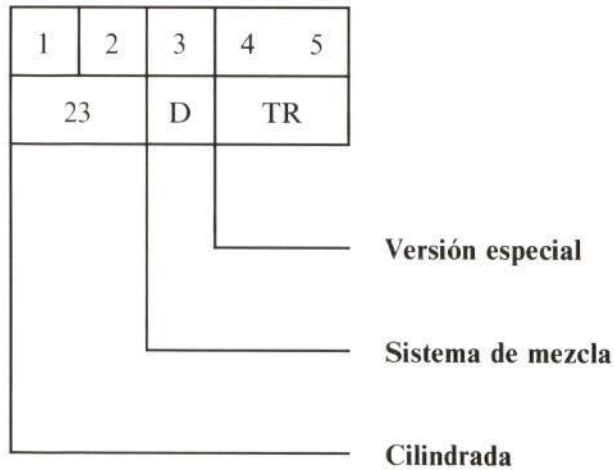 1 2 3 4 5
23 D TR
Versión especial
Sistema de mezcla
Cilindrada